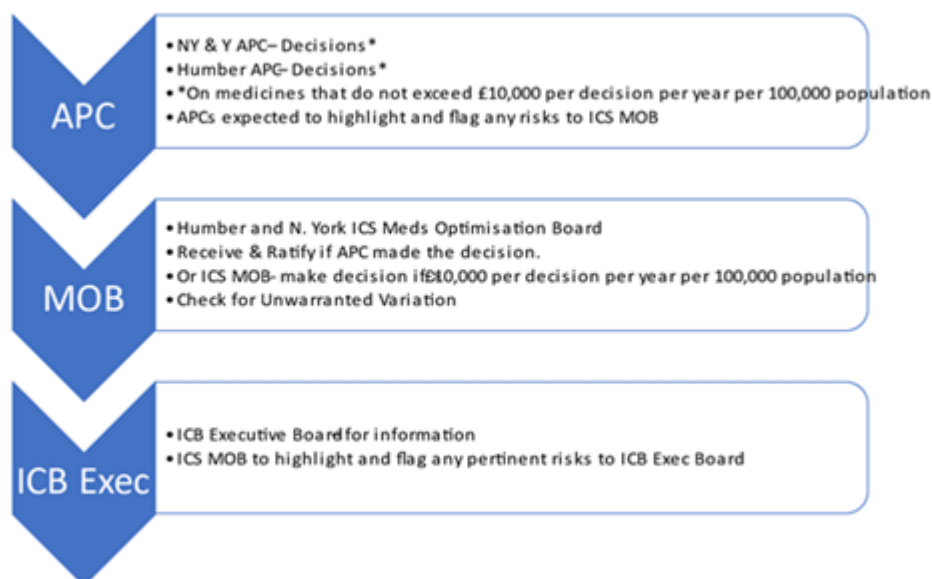 APC
• NY & Y APC– Decisions*
• Humber APC– Decisions*
• *On medicines that do not exceed £10,000 per decision per year per 100,000 population
• APCs expected to highlight and flag any risks to ICS MOB
MOB
• Humber and N. York ICS Meds Optimisation Board
• Receive & Ratify if APC made the decision.
• Or ICS MOB- make decision if £10,000 per decision per year per 100,000 population
• Check for Unwarranted Variation
ICB Exec
• ICB Executive Board for information
• ICS MOB to highlight and flag any pertinent risks to ICB Exec Board